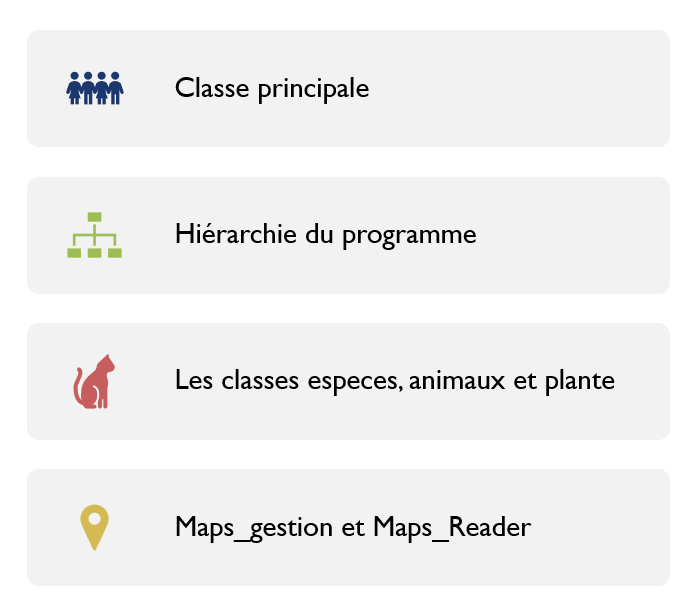 Classe principale
Hiérarchie du programme
Les classes especes, animaux et plante
Maps_gestion et Maps_Reader